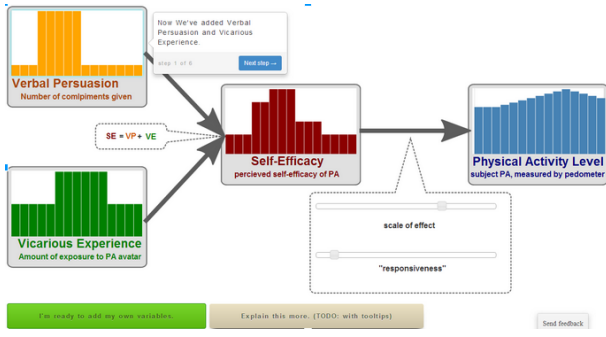 Now We've added Verbal
Persuasion and Vicarious
Experience
step 1 of 6
Next step →
Verbal Persuasion
Number of comlpiments given
SE = VP + VE
Self-Efficacy
percieved self-efficacy of PA
Physical Activity Level
subject PA, measured by pedometer
Vicarious Experience
Amount of exposure to PA avatar
scale of effect
"responsiveness"
I'm ready to add my own variables.
Explain this more. (TODO: with tooltips)
Send feedback